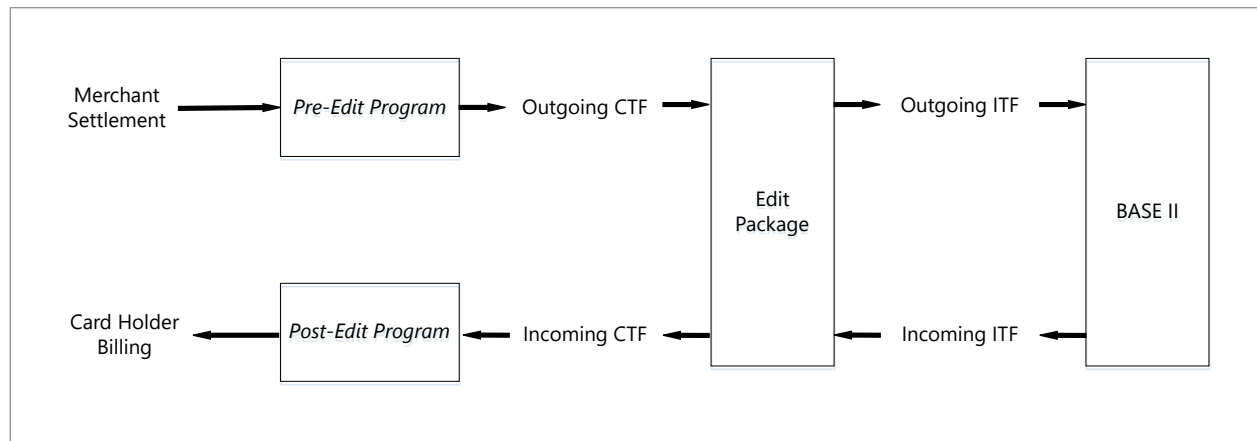 Merchant
Settlement
Pre-Edit Program
Outgoing CTF
Outgoing ITF
Edit
Package
BASE II
Card Holder
Billing
Post-Edit Program
Incoming CTF
Incoming ITF